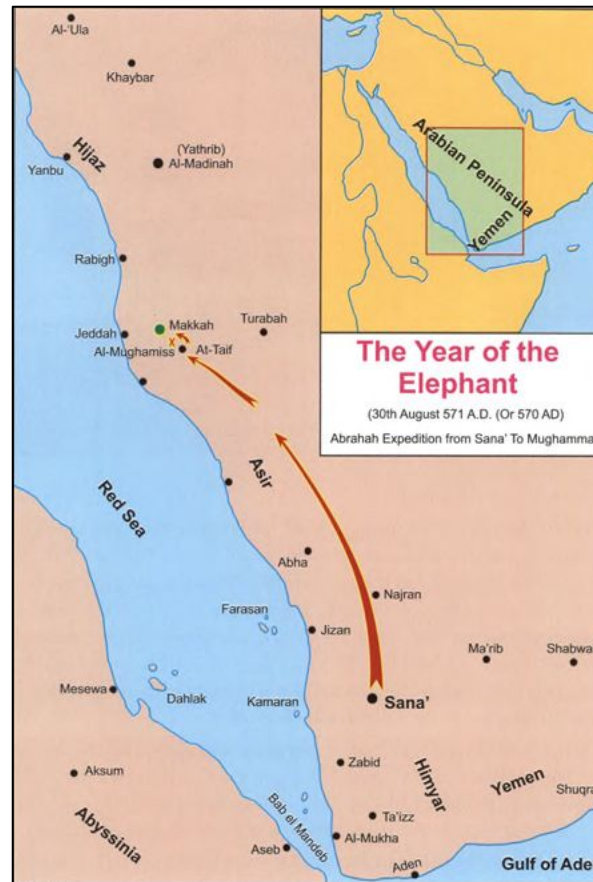 Al-'Ula
Khaybar
Hijaz
(Yathrib)
Al-Madinah
Yanbu
Rabigh
Makkah
Turabah
Jeddah
Al-Mughamiss
x
At-Taif
Asir
Red Sea
Abha
Najran
Farasan
Jizan
Ma'rib
Shabwa
Mesewa
Dahlak
Kamaran
Sana'
Aksum
Zabid
Himyar
Yemen
Shuqra
Abyssinia
Bab el Mandeb
Ta'izz
Al-Mukha
Aseb
Aden
Gulf of Ade
Arabian Peninsula
Yemen
The Year of the
Elephant
(30th August 571 A.D. (Or 570 AD)
Abrahah Expedition from Sana' To Mughamma